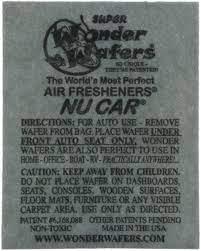 SUPER
Wonder
Wafers
SO UNIQUE -
THEY'RE PATENTED!
The World's Most Perfect
AIR FRESHENERS®
NU CAR®
DIRECTIONS: FOR AUTO USE - REMOVE
WAFER FROM BAG. PLACE WAFER UNDER
FRONT AUTO SEAT ONLY. WONDER
WAFERS ARE ALSO PERFECT TO USE IN
HOME - OFFICE - BOAT - RV - PRACTICALLY ANYWHERE...
CAUTION: KEEP AWAY FROM CHILDREN.
DO NOT PLACE WAFER ON DASHBOARDS,
SEATS, CONSOLES, WOODEN SURFACES,
FLOOR MATS, FURNITURE OR ANY VISIBLE
CARPET AREA. USE ONLY AS DIRECTED.
PATENT #6,166,088 OTHER PATENTS PENDING
NON-TOXIC MADE IN THE USA
WWW.WONDERWAFERS.COM